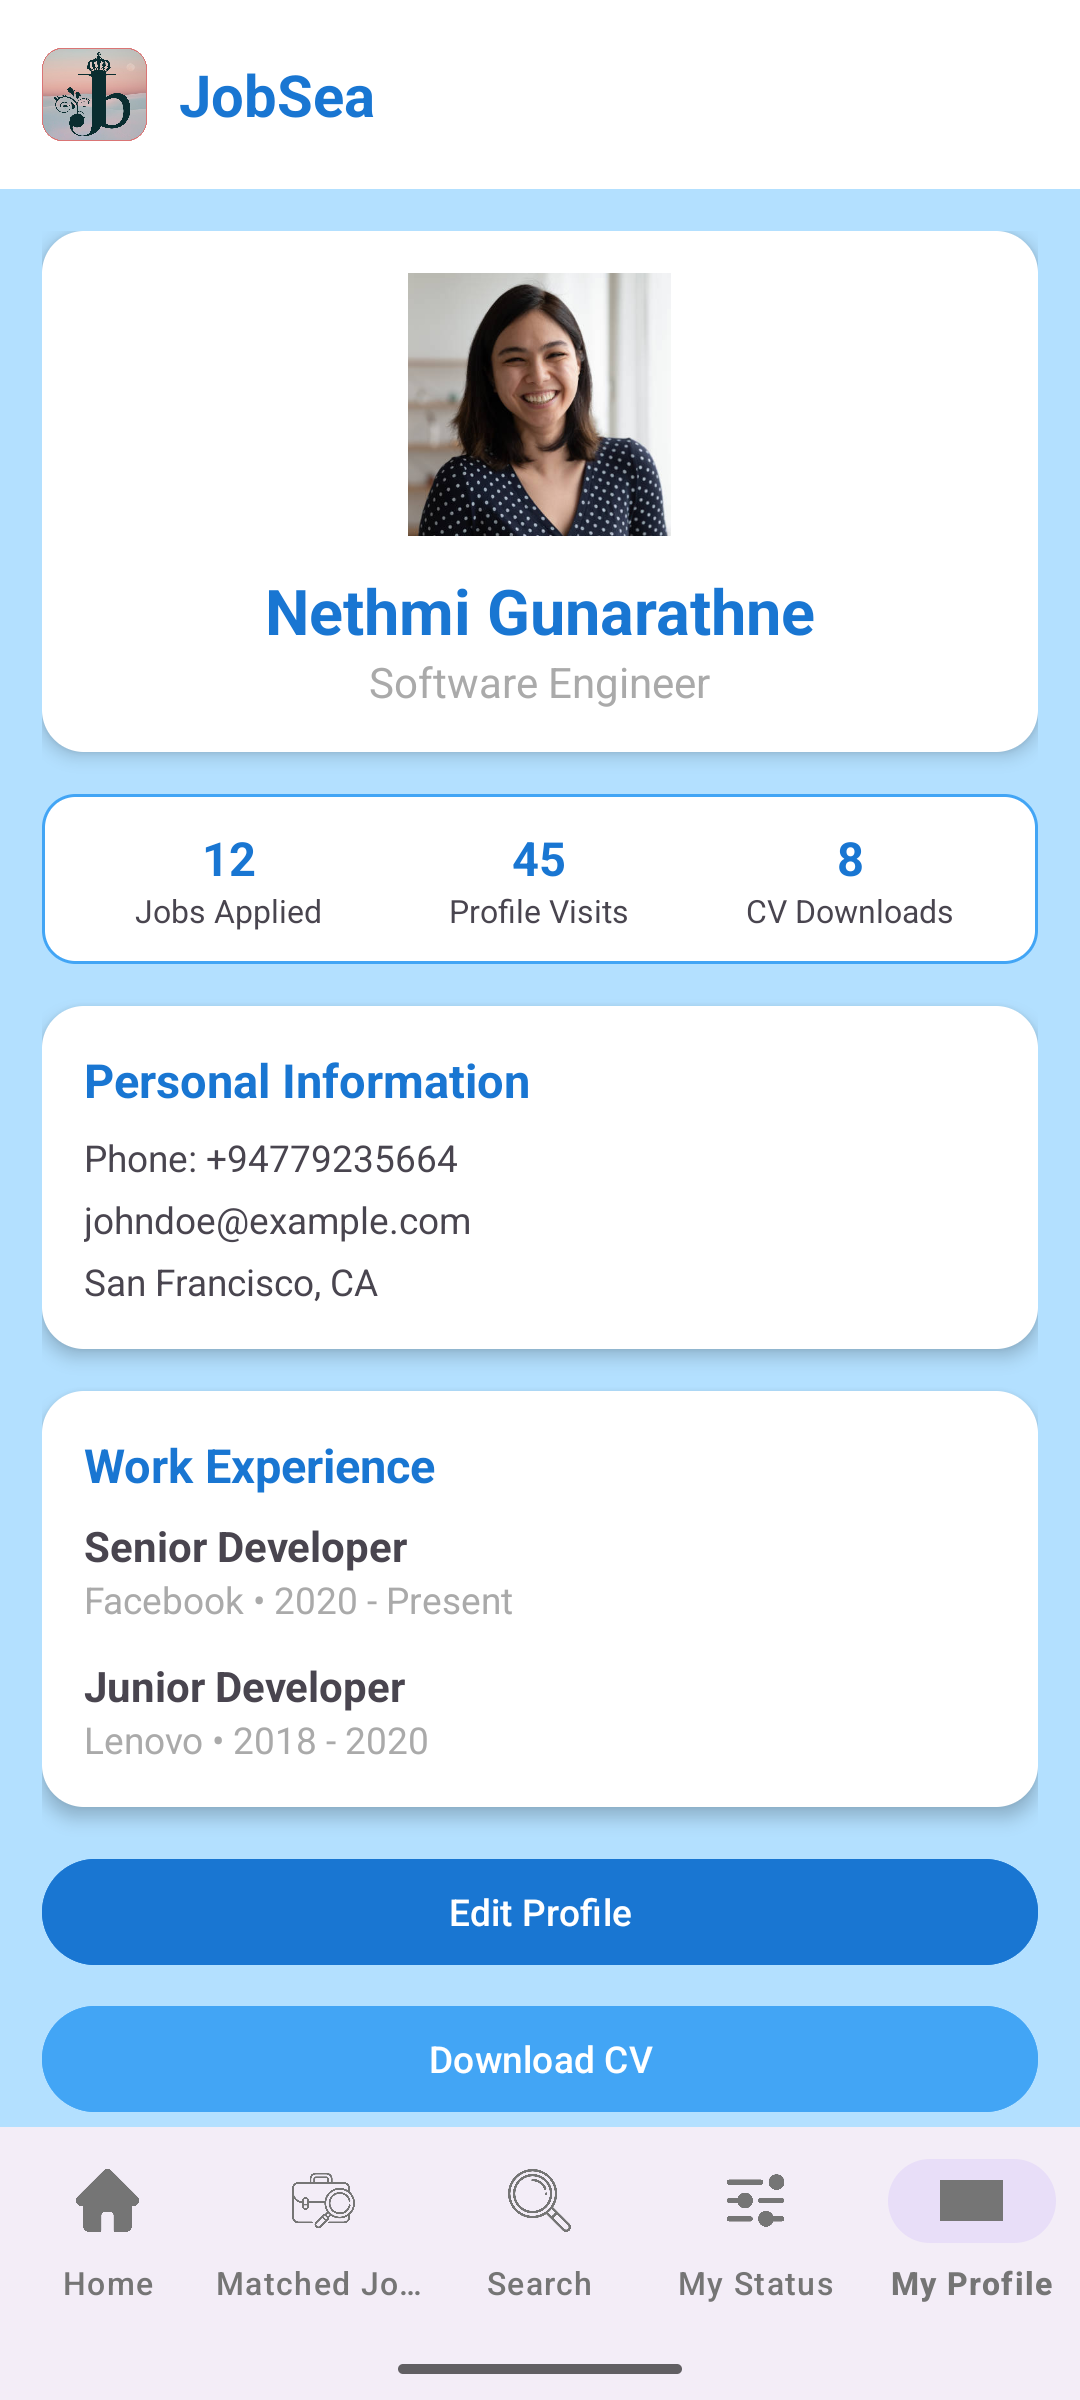 Jb
JobSea
Nethmi Gunarathne
Software Engineer
12
Jobs Applied
45
Profile Visits
8
CV Downloads
Personal Information
Phone: +94779235664
johndoe@example.com
San Francisco, CA
Work Experience
Senior Developer
Facebook • 2020 - Present
Junior Developer
Lenovo • 2018 - 2020
Edit Profile
Download CV
Home
Matched Jo...
Search
My Status
My Profile